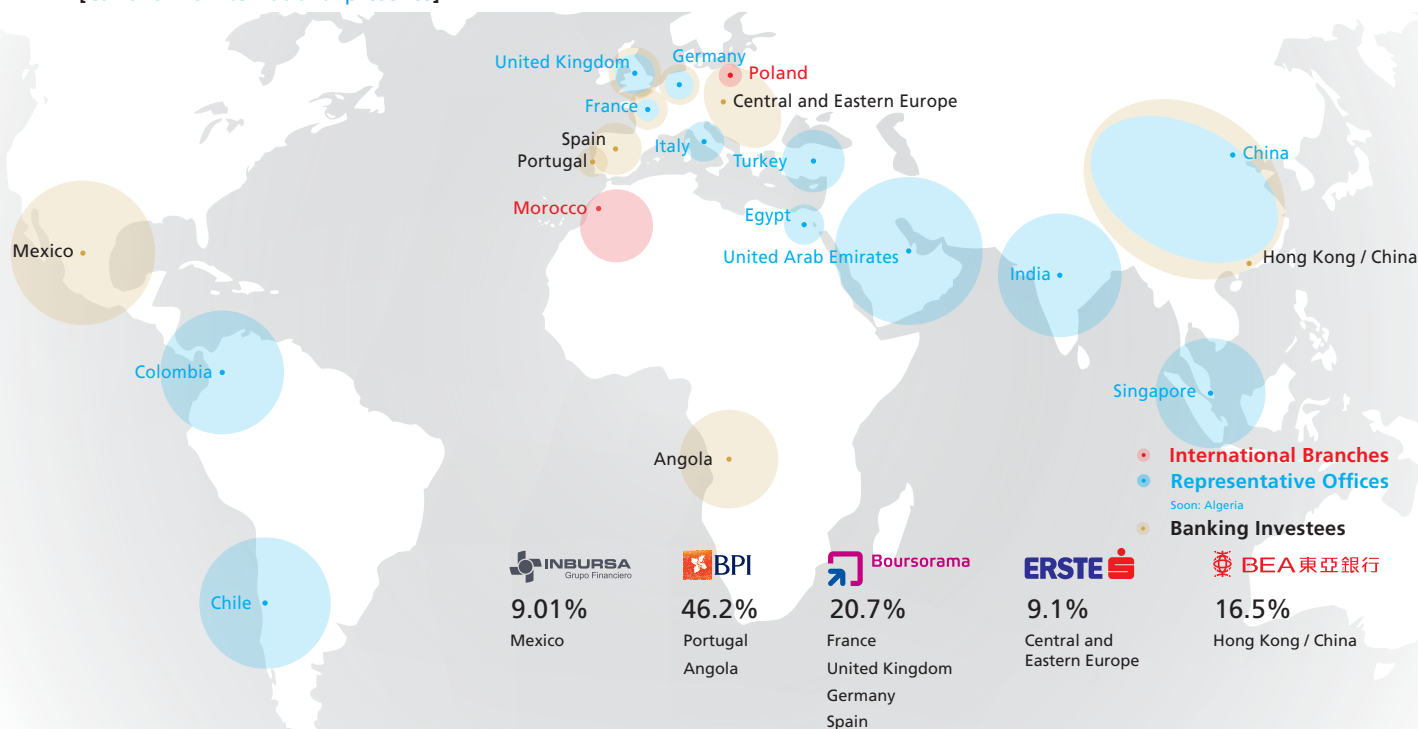 United Kingdom
Germany
Poland
Central and Eastern Europe
France
Spain
Portugal
Italy
Turkey
China
Morocco
Egypt
United Arab Emirates
Mexico
India
Hong Kong / China
Colombia
Singapore
Angola
Chile
International Branches
Representative Offices
Soon: Algeria
Banking Investees
INBURSA
Grupo Financiero
9.01%
Mexico
BPI
46.2%
Portugal
Angola
Boursorama
20.7%
France
United Kingdom
Germany
Spain
ERSTE
9.1%
Central and
Eastern Europe
BEA東亞銀行
16.5%
Hong Kong / China